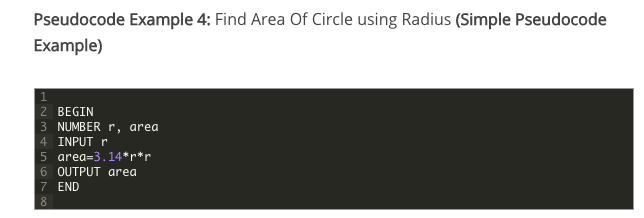 Pseudocode Example 4: Find Area Of Circle using Radius (Simple Pseudocode
Example)
1
2 BEGIN
3 NUMBER r, area
4 INPUT r
5 area=3.14*r*r
6 OUTPUT area
7 END
8